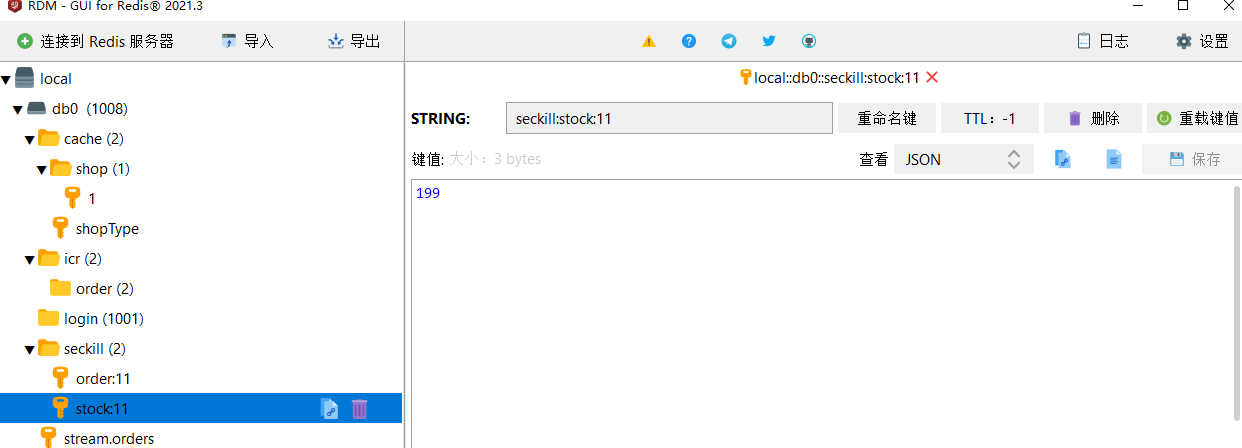 RDM - GUI for Redis® 2021.3
连接到 Redis 服务器 导入 导出 日志 设置
local
db0 (1008)
cache (2)
shop (1)
1
shopType
icr (2)
order (2)
login (1001)
seckill (2)
order:11
stock:11
stream.orders
local::db0::seckill:stock:11
STRING: seckill:stock:11 重命名键 TTL：-1 删除 重载键值
键值: 大小：3 bytes 查看 JSON 保存
199